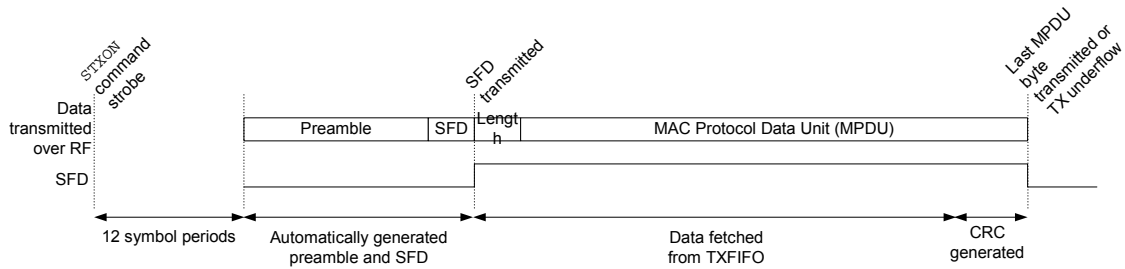 STXON
command
strobe
SFD
transmitted
Last MPDU
byte
transmitted or
TX underflow
Data
transmitted
over RF
Preamble
SFD
Lengt
h
MAC Protocol Data Unit (MPDU)
SFD
12 symbol periods
Automatically generated
preamble and SFD
Data fetched
from TXFIFO
CRC
generated